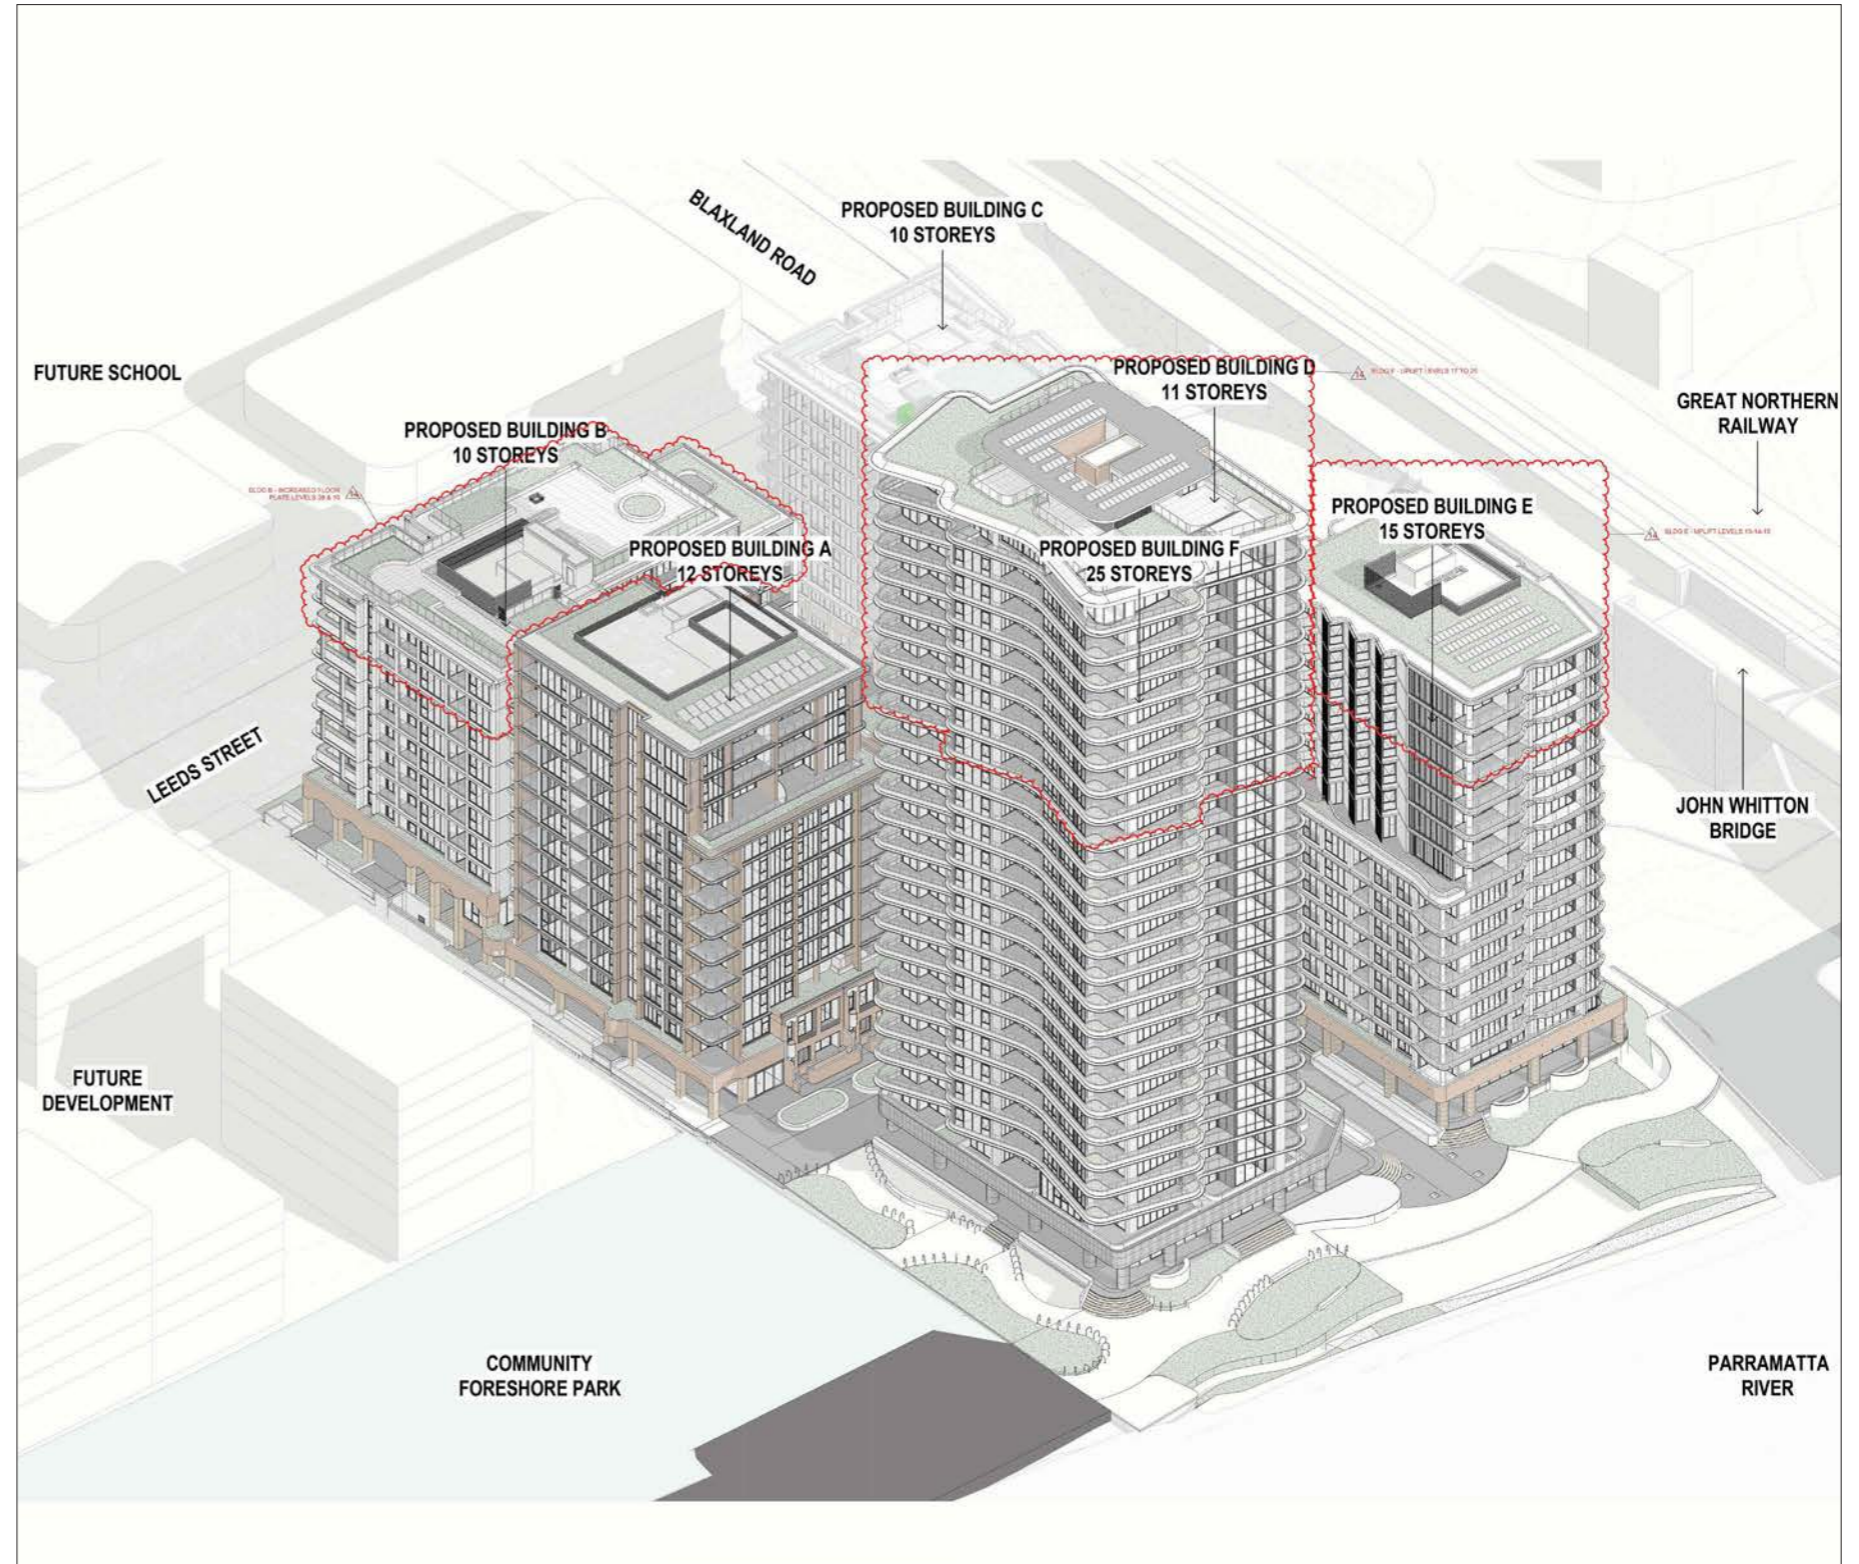 BLAXLAND ROAD
PROPOSED BUILDING C
10 STOREYS
FUTURE SCHOOL
PROPOSED BUILDING D
11 STOREYS
GREAT NORTHERN
RAILWAY
PROPOSED BUILDING B
10 STOREYS
PROPOSED BUILDING E
15 STOREYS
PROPOSED BUILDING A
12 STOREYS
PROPOSED BUILDING F
25 STOREYS
LEEDS STREET
JOHN WHITTON
BRIDGE
FUTURE
DEVELOPMENT
COMMUNITY
FORESHORE PARK
PARRAMATTA
RIVER